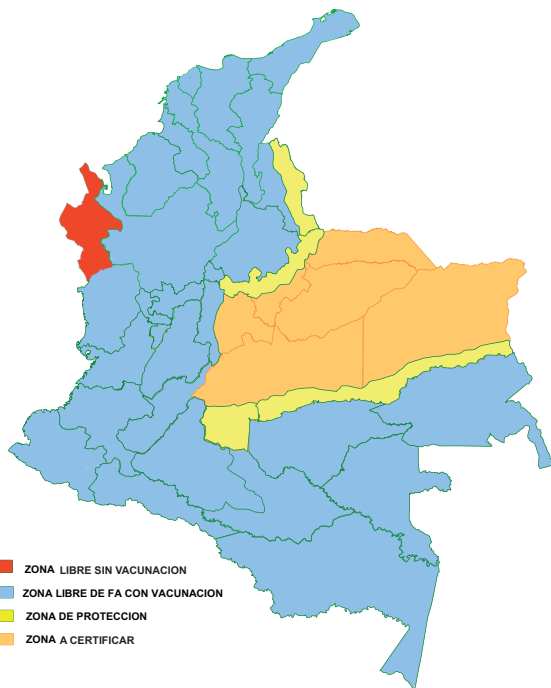 ZONA LIBRE SIN VACUNACION
ZONA LIBRE DE FA CON VACUNACION
ZONA DE PROTECCION
ZONA A CERTIFICAR